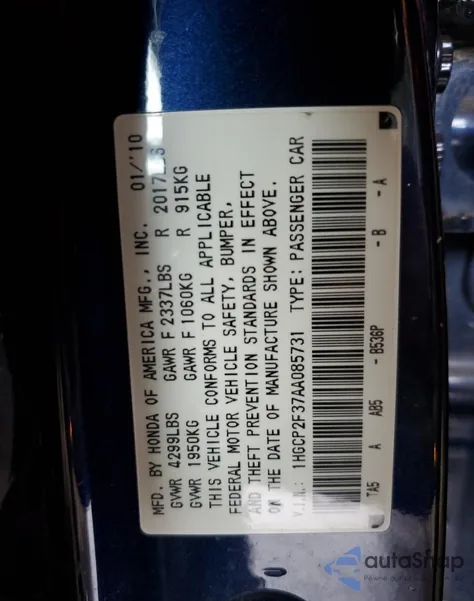 MFD. BY HONDA OF AMERICA MFG., INC. 01/'10
GVWR 4299LBS GAWR F 2337LBS R 2017LBS
GVWR 1950KG GAWR F 1060KG R 915KG
THIS VEHICLE CONFORMS TO ALL APPLICABLE
FEDERAL MOTOR VEHICLE SAFETY, BUMPER,
AND THEFT PREVENTION STANDARDS IN EFFECT
ON THE DATE OF MANUFACTURE SHOWN ABOVE.
V.I.N.: 1HGCP2F37AA085731 TYPE: PASSENGER CAR
TA5 A AB5 - B536P - B - A
autoShap